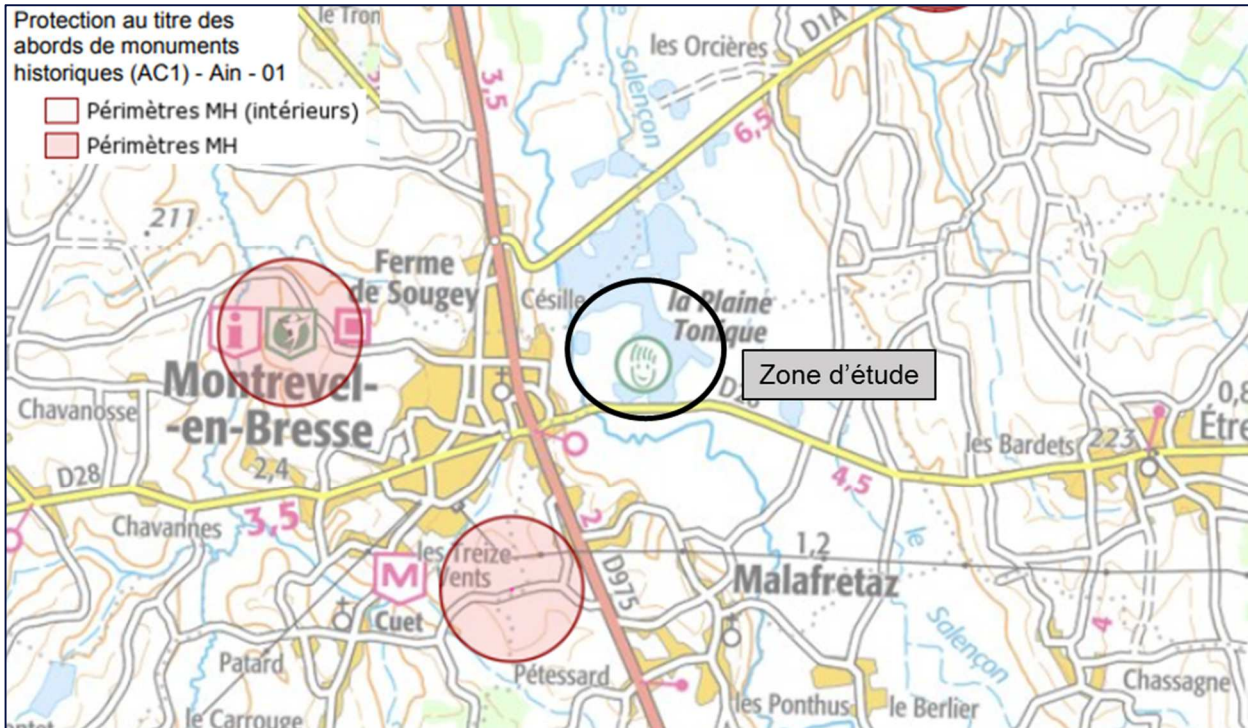 Protection au titre des
abords de monuments
historiques (AC1) - Ain - 01
Périmètres MH (intérieurs)
Périmètres MH
le Tron
3,5
Salençon
les Orcières
D1A
6,5
211
Ferme
de Sougey
Césille
la Plaine
Tonique
Zone d'étude
i
Montrevel-
-en-Bresse
Chavanosse
D28
2,4
3,5
Chavannes
4,5
les Bardets
223
0,8
Étre
les Treize
Vents
M
Cuet
2
D975
1,2
Malafretaz
le
Salençon
4
Patard
Pétessard
le Carrouge
les Ponthus
le Berlier
Chassagne